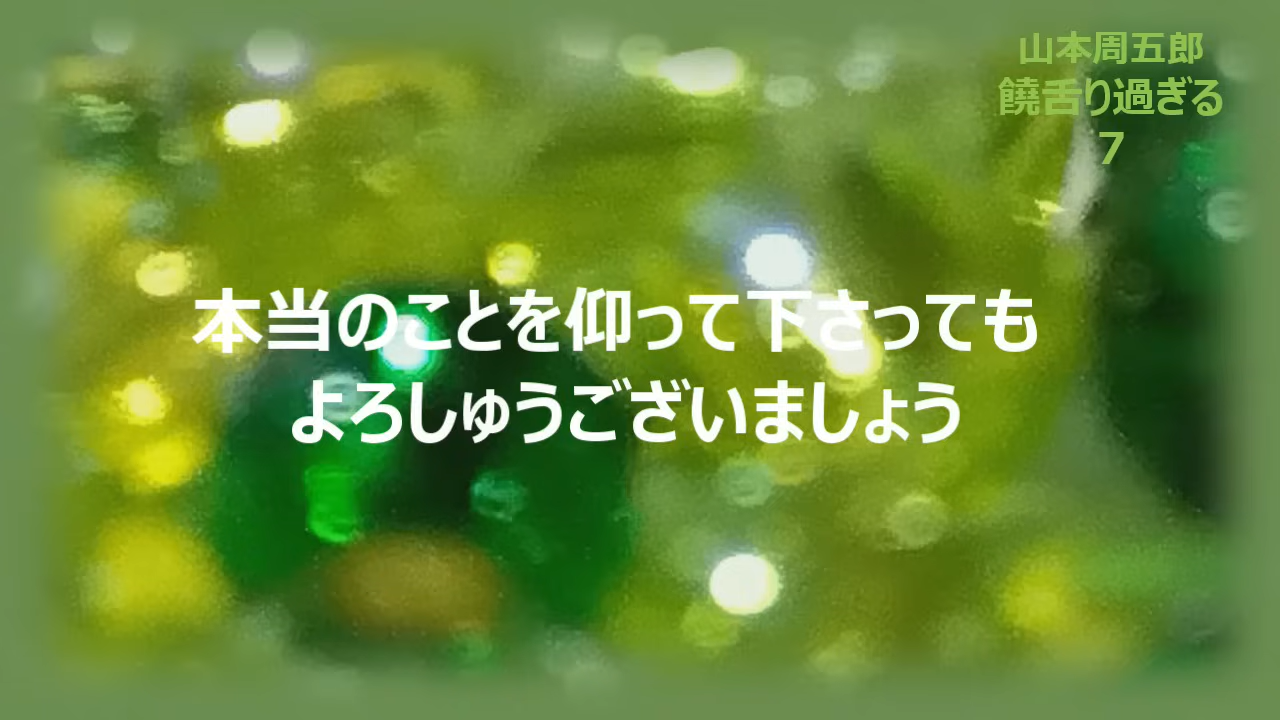 山本周五郎
饒舌り過ぎる
7
本当のことを仰って下さっても
よろしゅうございましょう